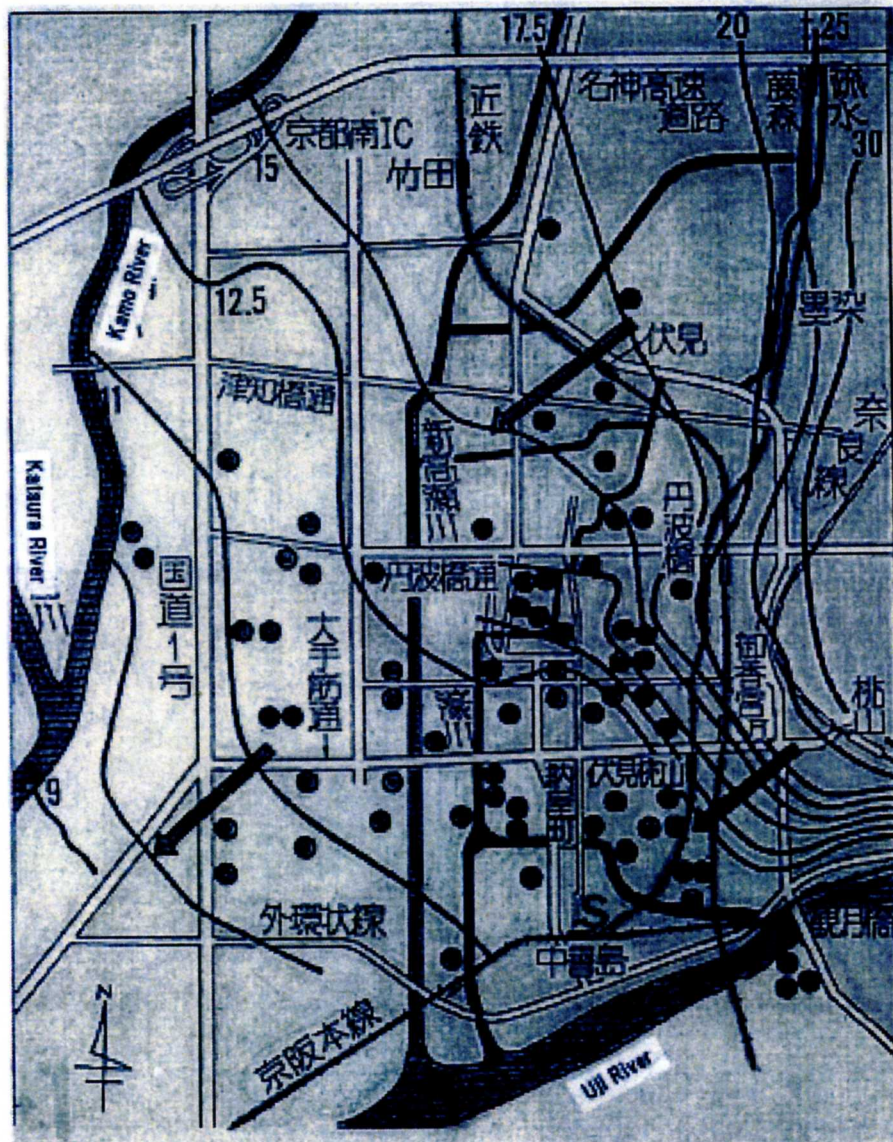 17.5
20
25
名神高速
道路
近鉄
藤森
疏水
30
京都南IC
15
竹田
Kamo River
12.5
墨染
伏見
津知橋通
11
奈良線
新高瀬川
Katsura River
川
丹波橋
丹波橋通
国道1号
大手筋通
御香宮
桃山
濠川
9
伏見桃山
納屋町
外環状線
S
中書島
観月橋
N
京阪本線
Uji River